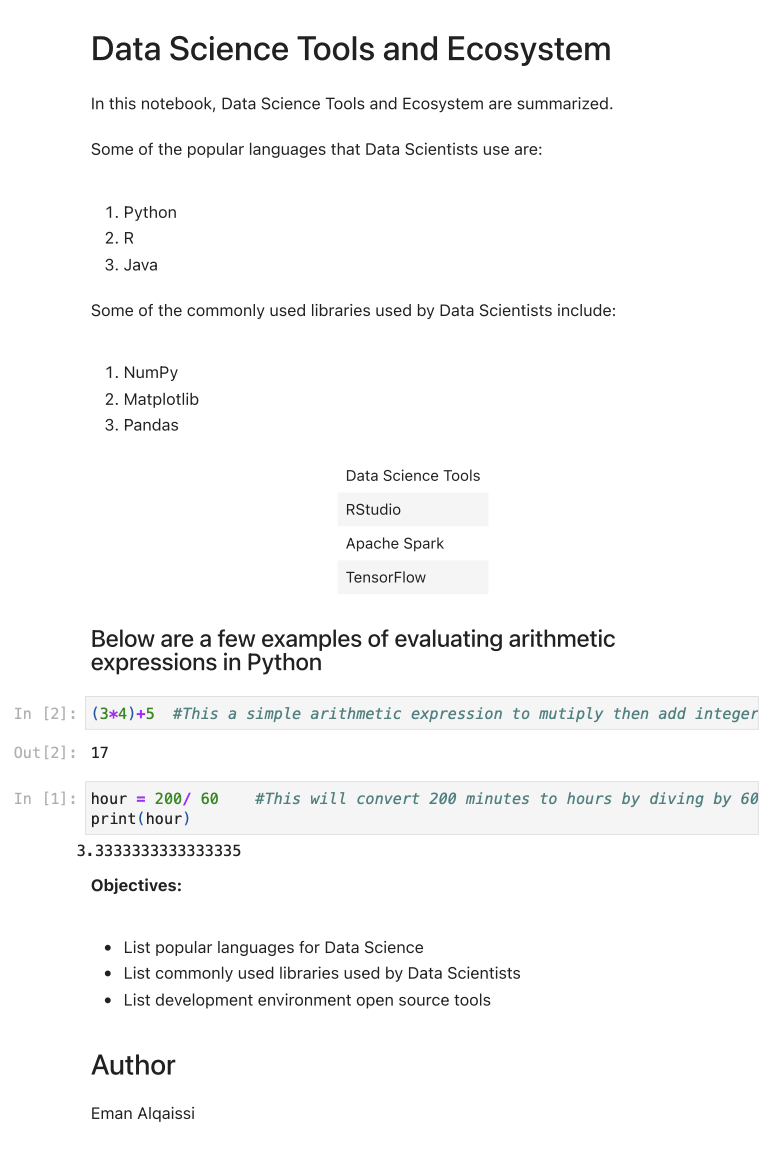 Data Science Tools and Ecosystem
In this notebook, Data Science Tools and Ecosystem are summarized.
Some of the popular languages that Data Scientists use are:
1. Python
2. R
3. Java
Some of the commonly used libraries used by Data Scientists include:
1. NumPy
2. Matplotlib
3. Pandas
Data Science Tools
RStudio
Apache Spark
TensorFlow
Below are a few examples of evaluating arithmetic
expressions in Python
In [2]: (3*4)+5  #This a simple arithmetic expression to mutiply then add integer
Out[2]: 17
In [1]: hour = 200/ 60    #This will convert 200 minutes to hours by diving by 60
print(hour)
3.3333333333333335
Objectives:
• List popular languages for Data Science
• List commonly used libraries used by Data Scientists
• List development environment open source tools
Author
Eman Alqaissi